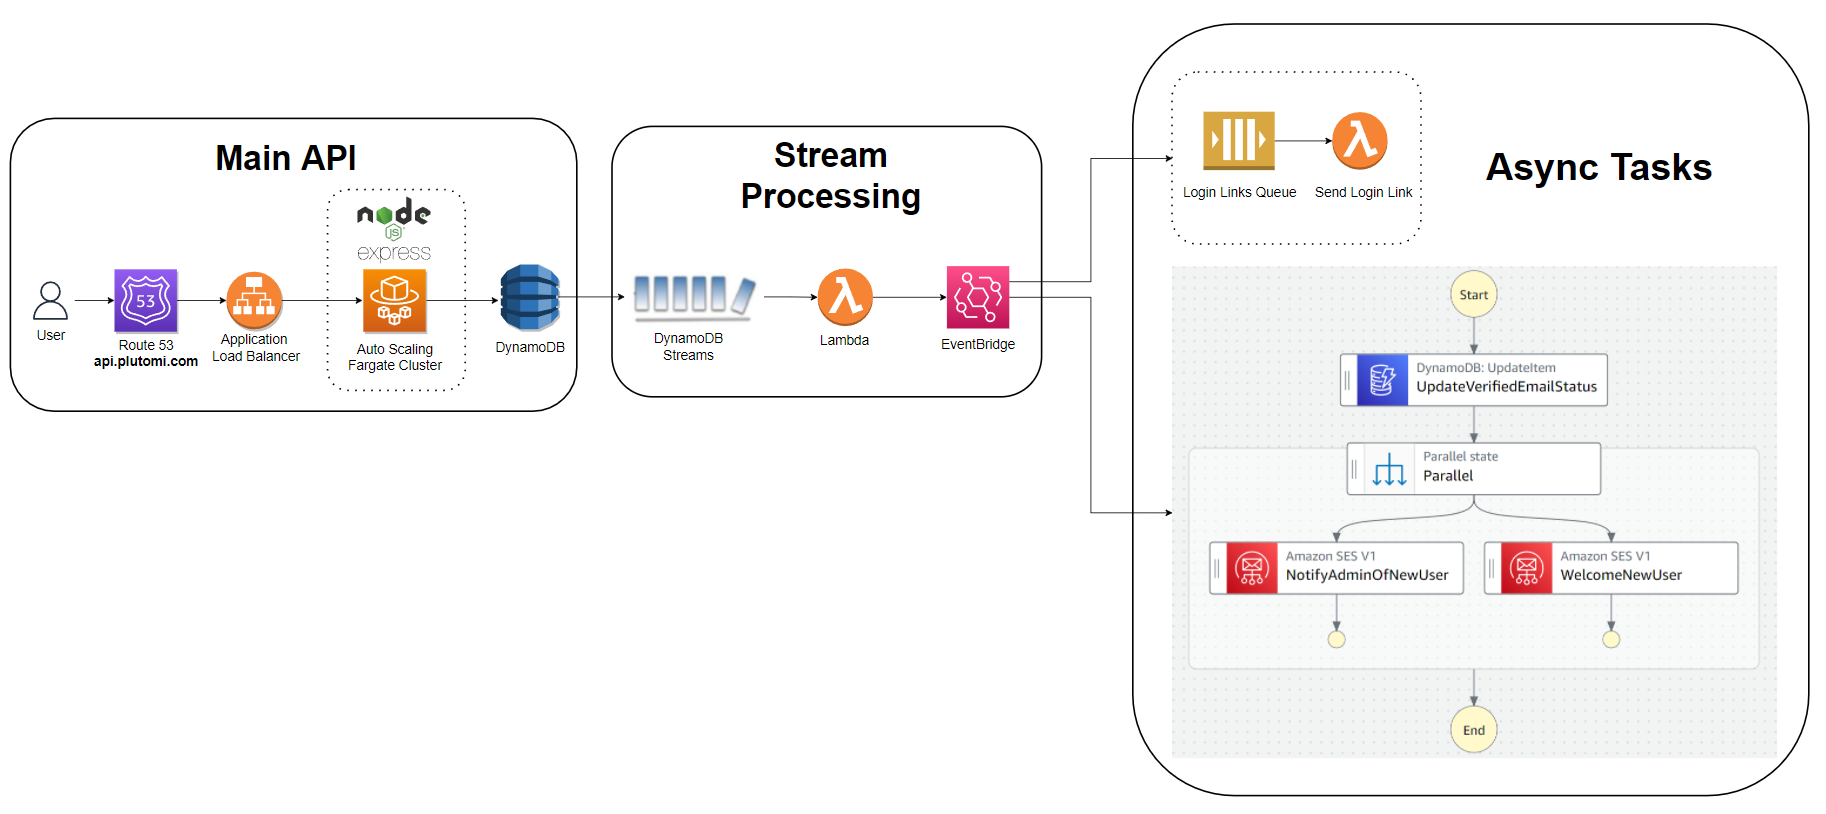 Main API
node
JS
express
53
User
Route 53
api.plutomi.com
Application
Load Balancer
Auto Scaling
Fargate Cluster
DynamoDB
Stream
Processing
DynamoDB
Streams
Lambda
EventBridge
Async Tasks
Login Links Queue
Send Login Link
Start
DynamoDB: UpdateItem
UpdateVerifiedEmailStatus
Parallel state
Parallel
Amazon SES V1
NotifyAdminOfNewUser
Amazon SES V1
WelcomeNewUser
End